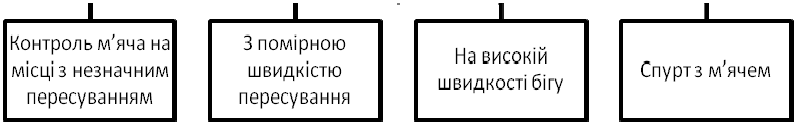 Контроль м’яча на
місці з незначним
пересуванням
З помірною
швидкістю
пересування
На високій
швидкості бігу
Спурт з м’ячем